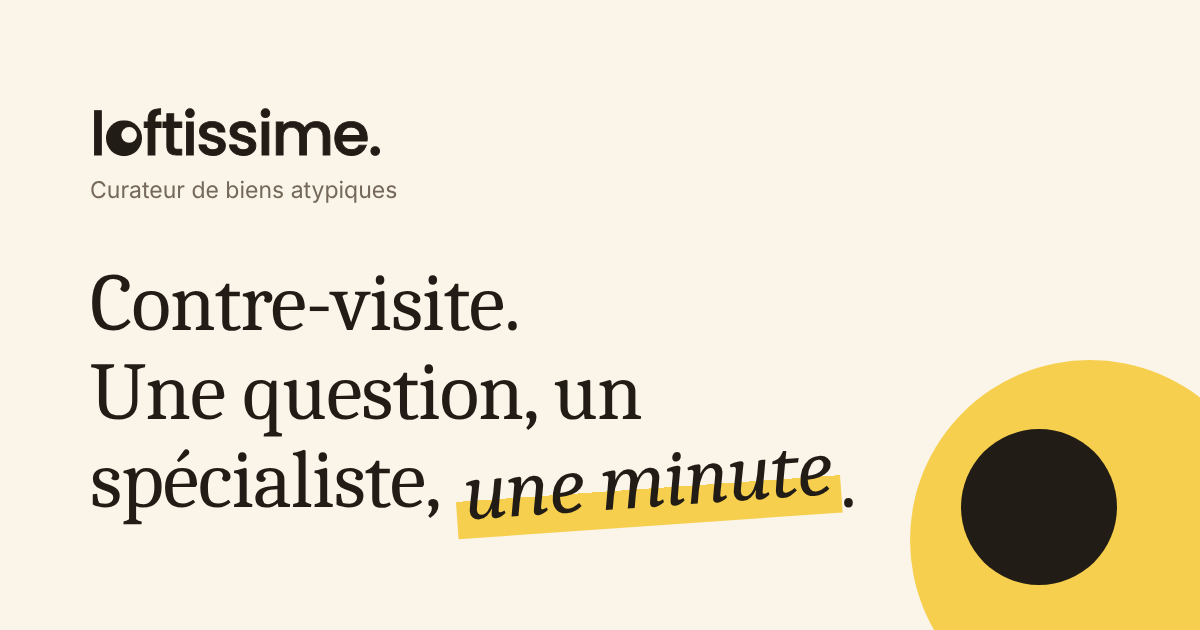 loftissime.
Curateur de biens atypiques
Contre-visite.
Une question, un
spécialiste, une minute.